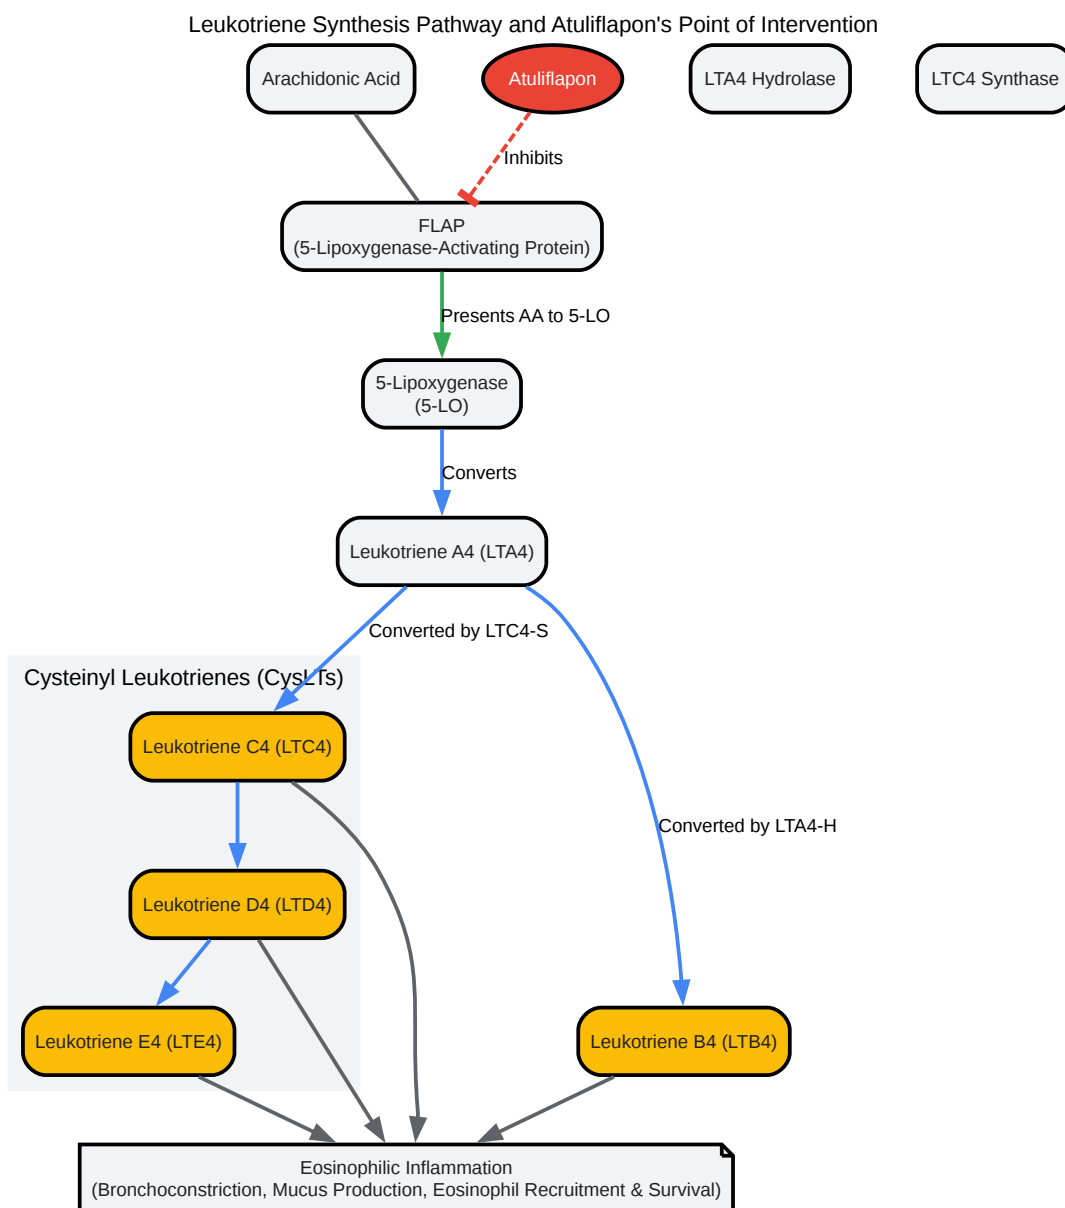 Leukotriene Synthesis Pathway and Atuliflapon's Point of Intervention
Arachidonic Acid
Atuliflapon
LTA4 Hydrolase
LTC4 Synthase
Inhibits
FLAP
(5-Lipoxygenase-Activating Protein)
Presents AA to 5-LO
5-Lipoxygenase
(5-LO)
Converts
Leukotriene A4 (LTA4)
Converted by LTC4-S
Cysteinyl Leukotrienes (CysLTs)
Leukotriene C4 (LTC4)
Converted by LTA4-H
Leukotriene D4 (LTD4)
Leukotriene E4 (LTE4)
Leukotriene B4 (LTB4)
Eosinophilic Inflammation
(Bronchoconstriction, Mucus Production, Eosinophil Recruitment & Survival)